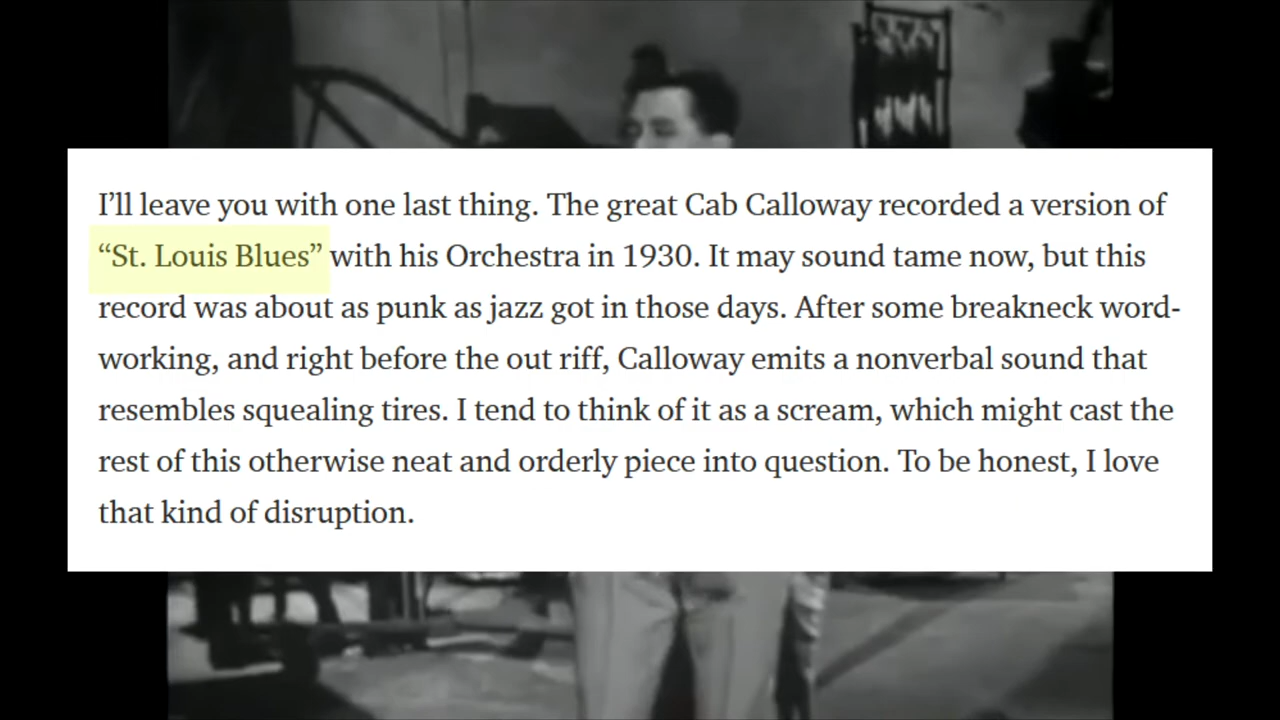 I’ll leave you with one last thing. The great Cab Calloway recorded a version of
“St. Louis Blues” with his Orchestra in 1930. It may sound tame now, but this
record was about as punk as jazz got in those days. After some breakneck word-
working, and right before the out riff, Calloway emits a nonverbal sound that
resembles squealing tires. I tend to think of it as a scream, which might cast the
rest of this otherwise neat and orderly piece into question. To be honest, I love
that kind of disruption.